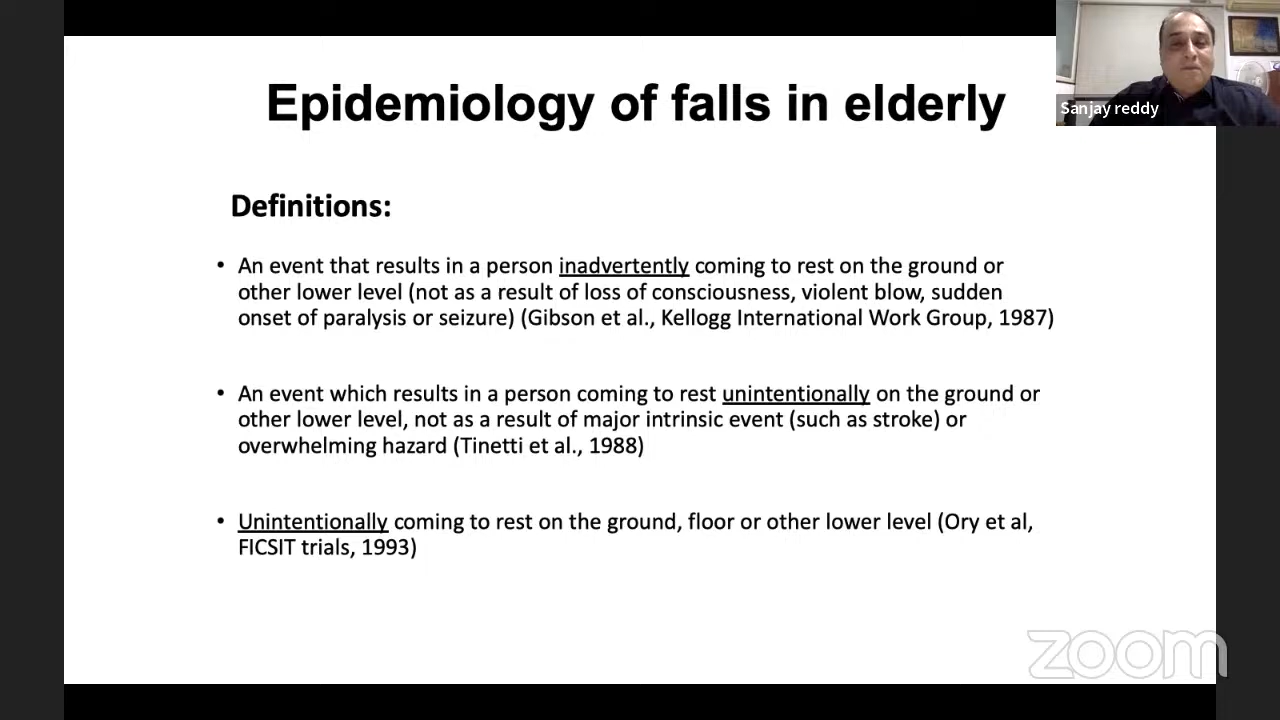 Epidemiology of falls in elderly
Sanjay reddy
Definitions:
• An event that results in a person inadvertently coming to rest on the ground or
other lower level (not as a result of loss of consciousness, violent blow, sudden
onset of paralysis or seizure) (Gibson et al., Kellogg International Work Group, 1987)
• An event which results in a person coming to rest unintentionally on the ground or
other lower level, not as a result of major intrinsic event (such as stroke) or
overwhelming hazard (Tinetti et al., 1988)
• Unintentionally coming to rest on the ground, floor or other lower level (Ory et al,
FICSIT trials, 1993)
zoom